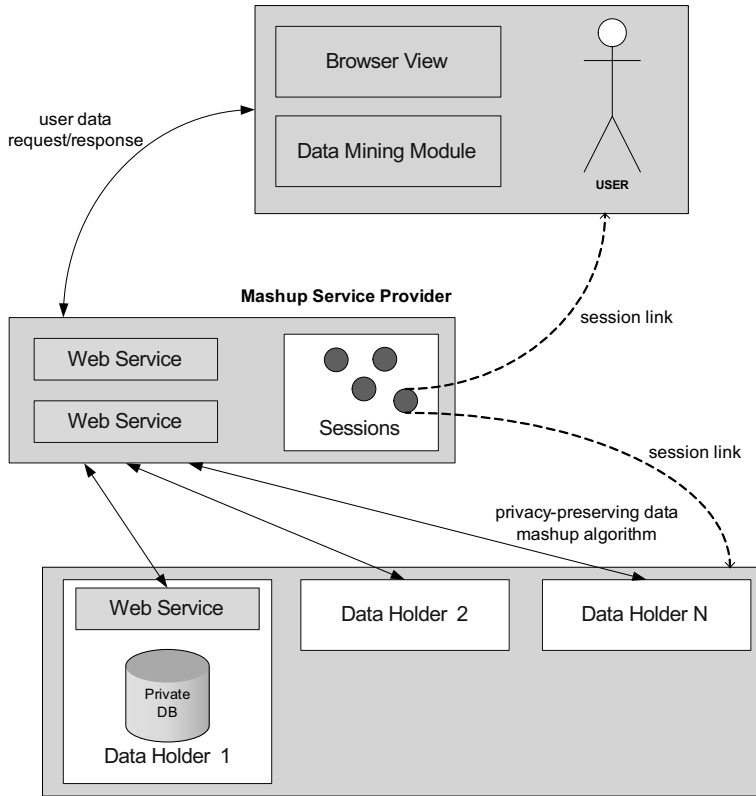 Browser View
Data Mining Module
USER
user data
request/response
Mashup Service Provider
Web Service
Web Service
Sessions
session link
session link
privacy-preserving data
mashup algorithm
Web Service
Private
DB
Data Holder 1
Data Holder 2
Data Holder N